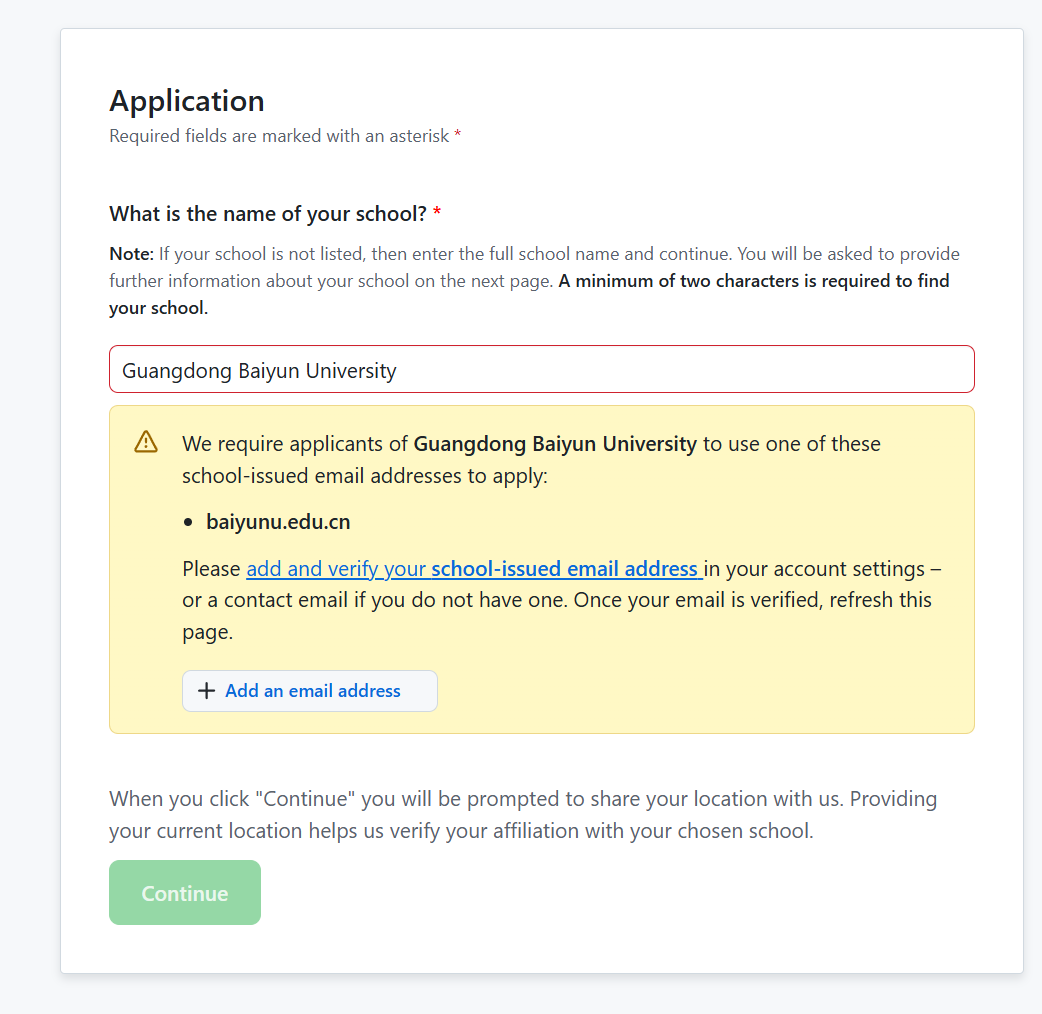 Application
Required fields are marked with an asterisk *
What is the name of your school? *
Note: If your school is not listed, then enter the full school name and continue. You will be asked to provide
further information about your school on the next page. A minimum of two characters is required to find
your school.
Guangdong Baiyun University
We require applicants of Guangdong Baiyun University to use one of these
school-issued email addresses to apply:
• baiyunu.edu.cn
Please add and verify your school-issued email address in your account settings –
or a contact email if you do not have one. Once your email is verified, refresh this
page.
+ Add an email address
When you click "Continue" you will be prompted to share your location with us. Providing
your current location helps us verify your affiliation with your chosen school.
Continue